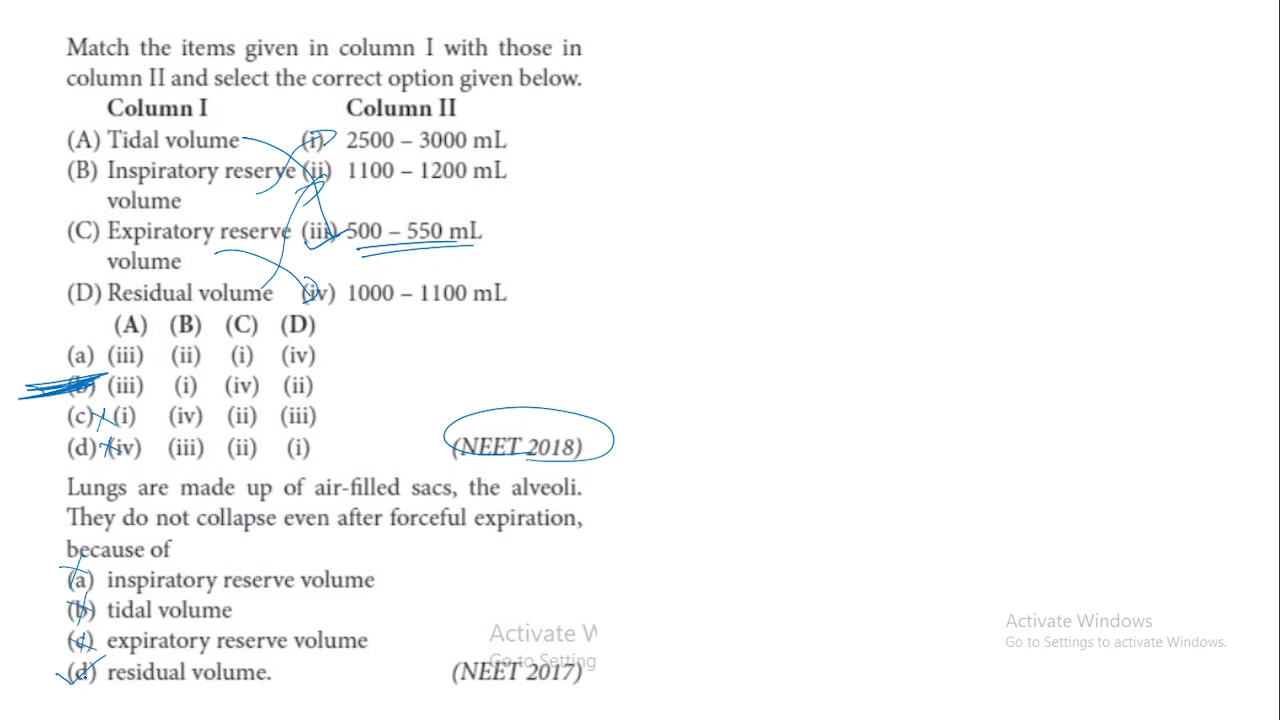 Match the items given in column I with those in
column II and select the correct option given below.
Column I Column II
(A) Tidal volume (i) 2500 – 3000 mL
(B) Inspiratory reserve (ii) 1100 – 1200 mL
volume
(C) Expiratory reserve (iii) 500 – 550 mL
volume
(D) Residual volume (iv) 1000 – 1100 mL
(A) (B) (C) (D)
(a) (iii) (ii) (i) (iv)
(b) (iii) (i) (iv) (ii)
(c) (i) (iv) (ii) (iii)
(d) (iv) (iii) (ii) (i) (NEET 2018)
Lungs are made up of air-filled sacs, the alveoli.
They do not collapse even after forceful expiration,
because of
(a) inspiratory reserve volume
(b) tidal volume
(c) expiratory reserve volume
(d) residual volume. (NEET 2017)
Activate W
Go to Setting
Activate Windows
Go to Settings to activate Windows.